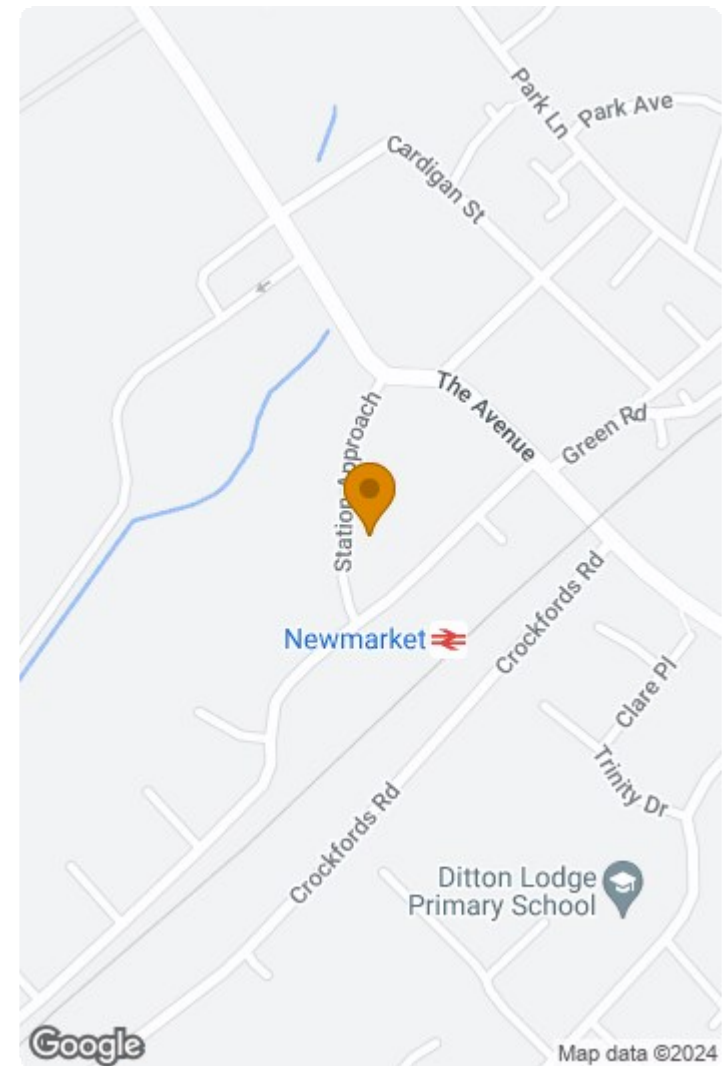 Park Ln
Park Ave
Cardigan St
The Avenue
Green Rd
Station Approach
Newmarket
Crockfords Rd
Clare Pl
Trinity Dr
Crockfords Rd
Ditton Lodge
Primary School
Google
Map data ©2024